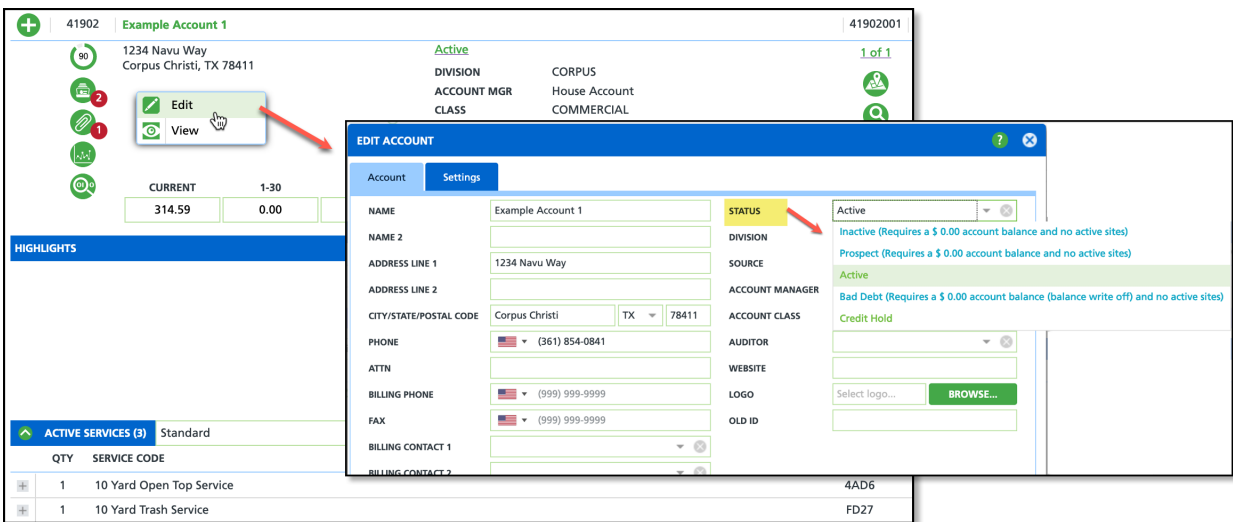 41902 Example Account 1 41902001
90 1234 Navu Way Active 1 of 1
Corpus Christi, TX 78411
DIVISION CORPUS
2 ACCOUNT MGR House Account
CLASS COMMERCIAL
Edit
View
1
CURRENT 1-30
314.59 0.00
HIGHLIGHTS
ACTIVE SERVICES (3) Standard
QTY SERVICE CODE
1 10 Yard Open Top Service 4AD6
1 10 Yard Trash Service FD27
EDIT ACCOUNT ?
Account Settings
NAME Example Account 1
NAME 2
ADDRESS LINE 1 1234 Navu Way
ADDRESS LINE 2
CITY/STATE/POSTAL CODE Corpus Christi TX 78411
PHONE (361) 854-0841
ATTN
BILLING PHONE (999) 999-9999
FAX (999) 999-9999
BILLING CONTACT 1
BILLING CONTACT 2
STATUS Active
DIVISION
SOURCE
ACCOUNT MANAGER
ACCOUNT CLASS
AUDITOR
WEBSITE
LOGO Select logo... BROWSE...
OLD ID
Inactive (Requires a $ 0.00 account balance and no active sites)
Prospect (Requires a $ 0.00 account balance and no active sites)
Active
Bad Debt (Requires a $ 0.00 account balance (balance write off) and no active sites)
Credit Hold